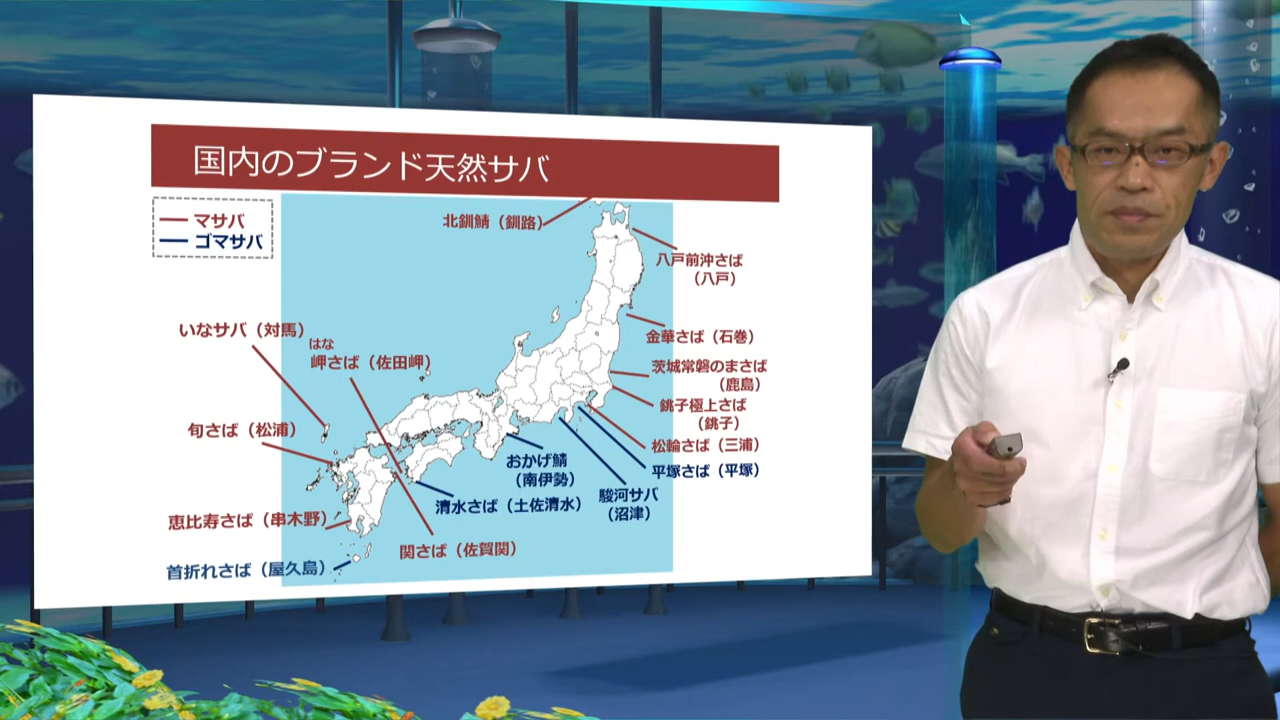 国内のブランド天然サバ
マサバ
ゴマサバ
北釧鯖（釧路）
八戸前沖さば
（八戸）
金華さば（石巻）
茨城常磐のまさば
（鹿島）
銚子極上さば
（銚子）
松輪さば（三浦）
平塚さば（平塚）
駿河サバ
（沼津）
おかげ鯖
（南伊勢）
清水さば（土佐清水）
いなサバ（対馬）
はな
岬さば（佐田岬）
旬さば（松浦）
恵比寿さば（串木野）
関さば（佐賀関）
首折れさば（屋久島）